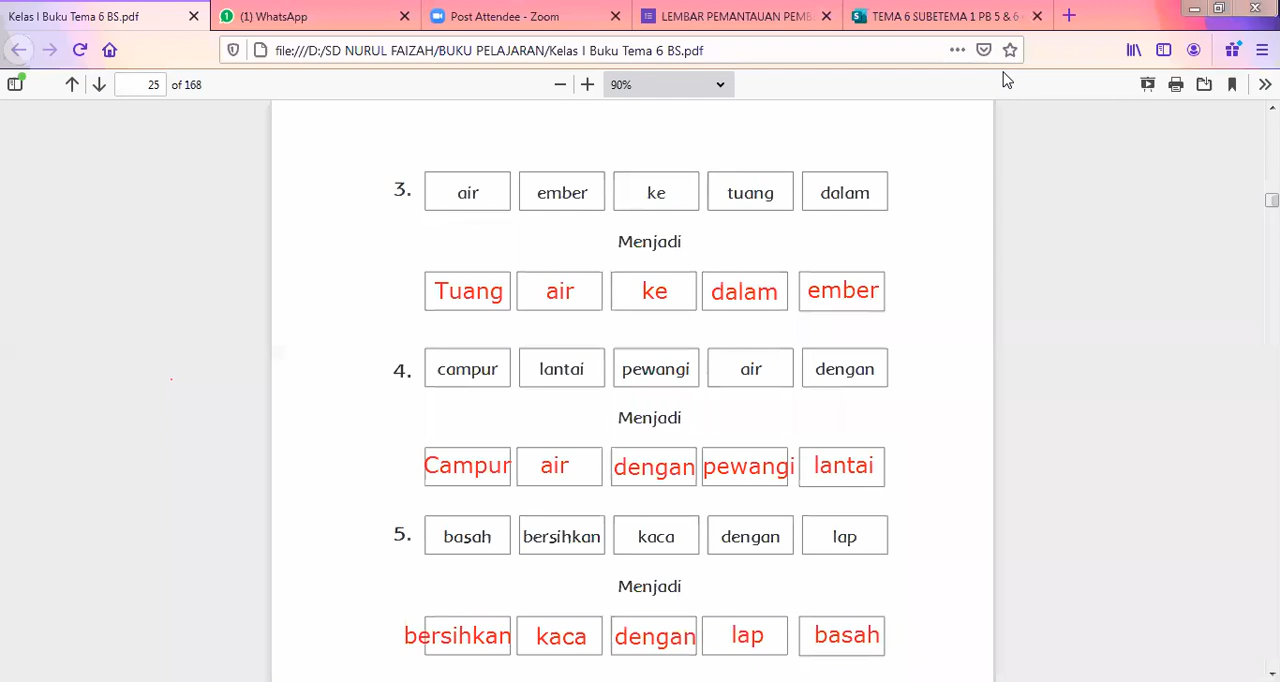 Kelas I Buku Tema 6 BS.pdf
(1) WhatsApp
Post Attendee - Zoom
LEMBAR PEMANTAUAN PEMB
TEMA 6 SUBETEMA 1 PB 5 & 6
file:///D:/SD NURUL FAIZAH/BUKU PELAJARAN/Kelas I Buku Tema 6 BS.pdf
25 of 168
90%
3. air ember ke tuang dalam
Menjadi
Tuang air ke dalam ember
4. campur lantai pewangi air dengan
Menjadi
Campur air dengan pewangi lantai
5. basah bersihkan kaca dengan lap
Menjadi
bersihkan kaca dengan lap basah